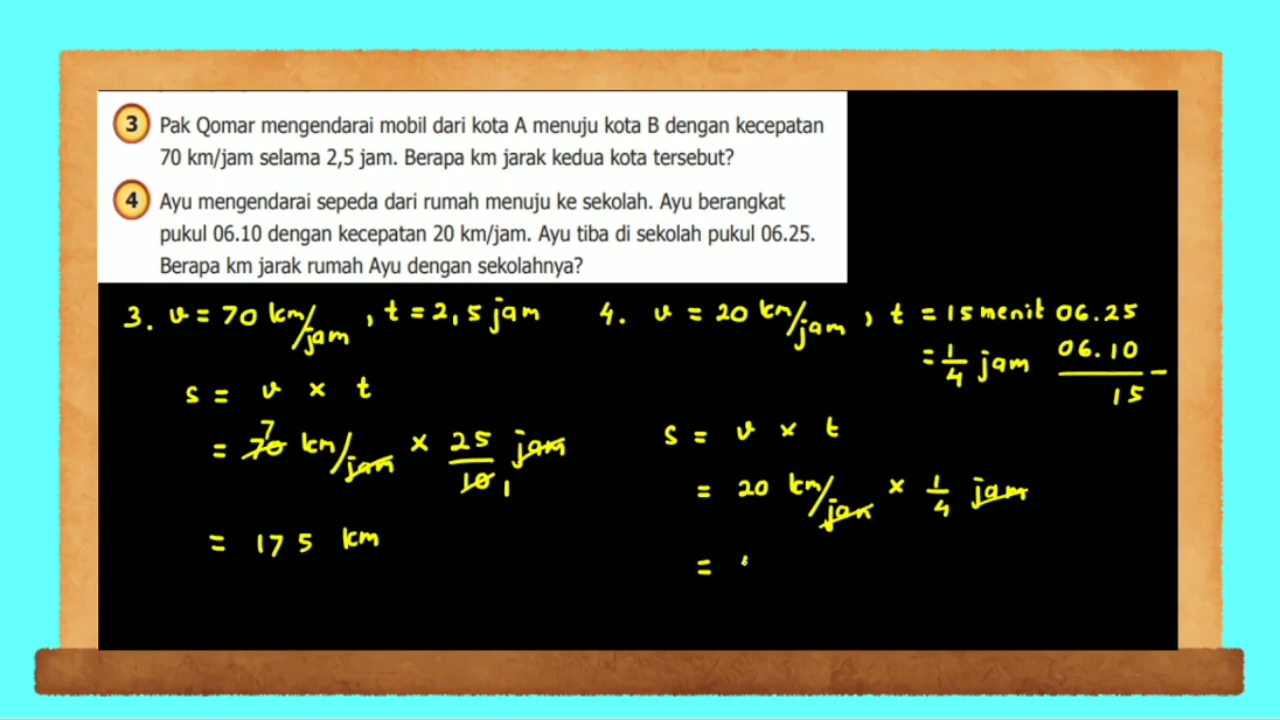 3 Pak Qomar mengendarai mobil dari kota A menuju kota B dengan kecepatan
70 km/jam selama 2,5 jam. Berapa km jarak kedua kota tersebut?
4 Ayu mengendarai sepeda dari rumah menuju ke sekolah. Ayu berangkat
pukul 06.10 dengan kecepatan 20 km/jam. Ayu tiba di sekolah pukul 06.25.
Berapa km jarak rumah Ayu dengan sekolahnya?
3. v = 70 km/jam , t = 2,5 jam
s = v × t
= 70 7 km/jam × 25/10 1 jam
= 175 km
4. v = 20 km/jam , t = 15 menit
= 1/4 jam
06.25
06.10
15
s = v × t
= 20 km/jam × 1/4 jam
=